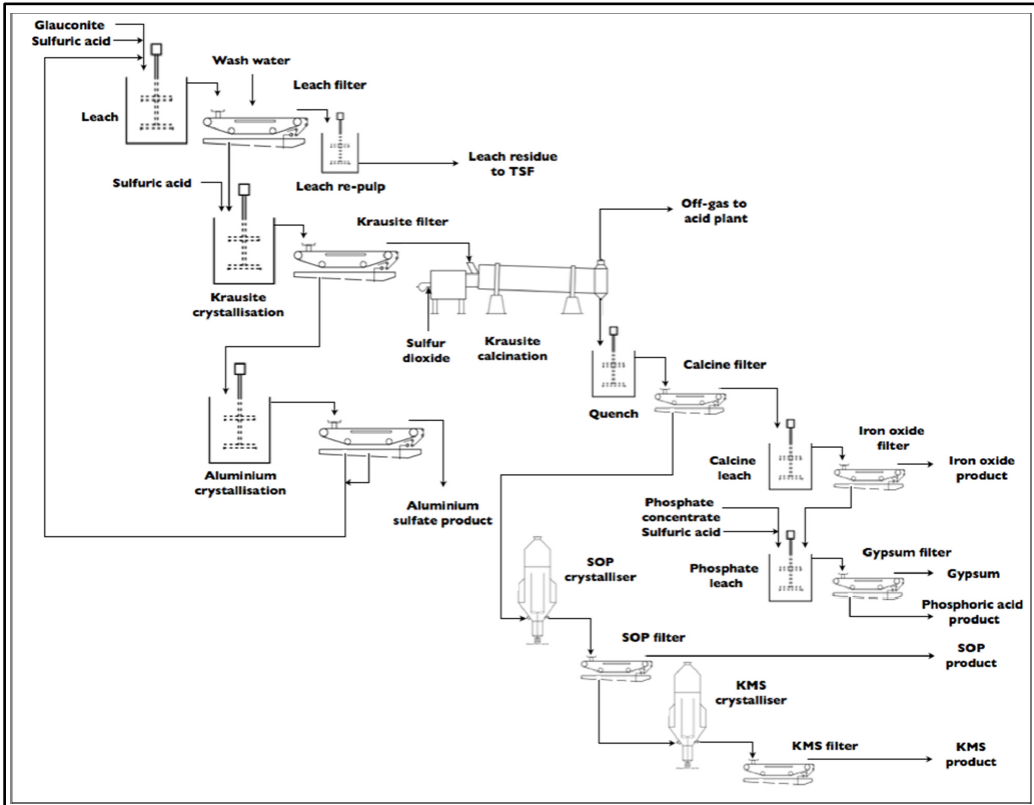 Glauconite
Sulfuric acid
Wash water
Leach filter
Leach
Leach residue
to TSF
Leach re-pulp
Sulfuric acid
Off-gas to
acid plant
Krausite filter
Krausite
crystallisation
Sulfur
dioxide
Krausite
calcination
Calcine filter
Quench
Iron oxide
filter
Calcine
leach
Iron oxide
product
Aluminium
crystallisation
Aluminium
sulfate product
Phosphate
concentrate
Sulfuric acid
Gypsum filter
Phosphate
leach
Gypsum
SOP
crystalliser
Phosphoric acid
product
SOP filter
SOP
product
KMS
crystalliser
KMS filter
KMS
product